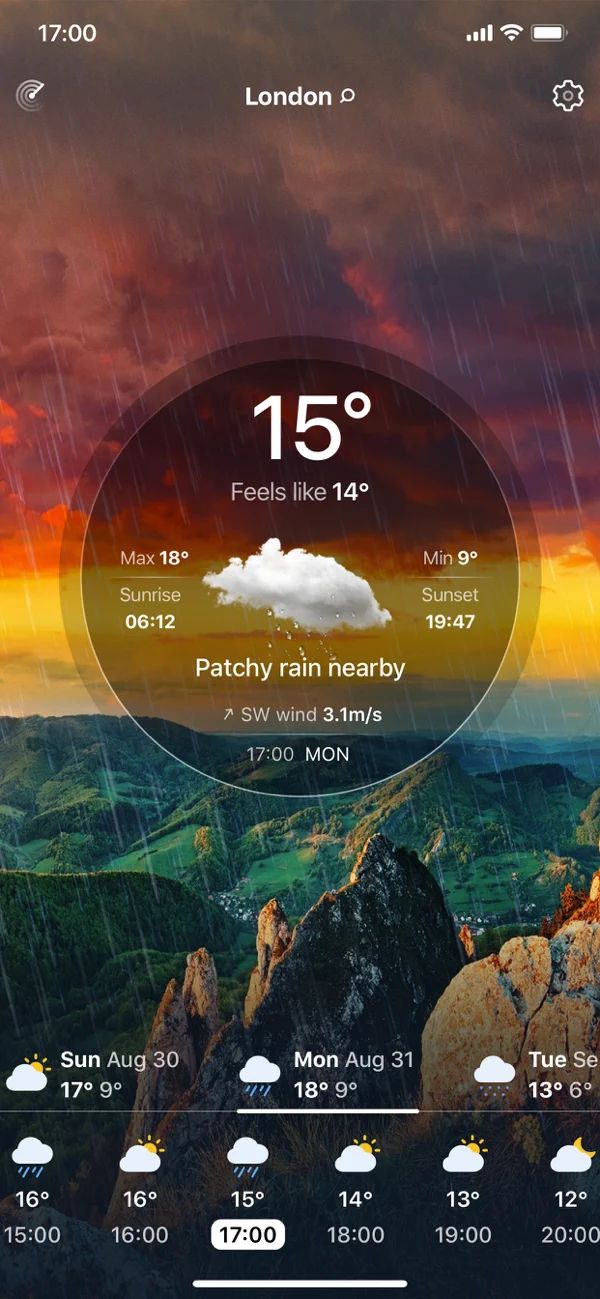 17:00
London
15°
Feels like 14°
Max 18°
Min 9°
Sunrise
06:12
Sunset
19:47
Patchy rain nearby
SW wind 3.1m/s
17:00 MON
Sun Aug 30
17° 9°
Mon Aug 31
18° 9°
Tue Se
13° 6°
16° 16° 15° 14° 13° 12°
15:00 16:00 17:00 18:00 19:00 20:00